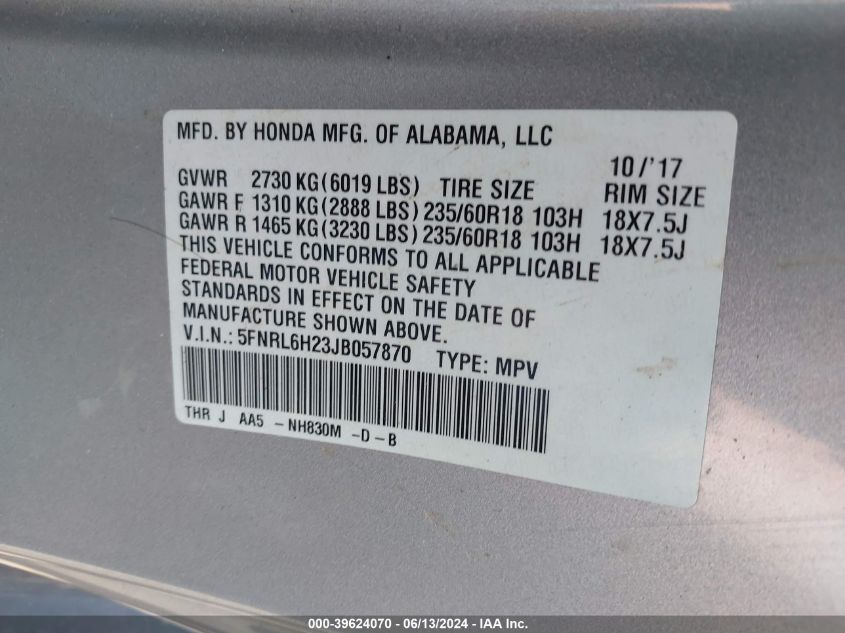 MFD. BY HONDA MFG. OF ALABAMA, LLC
10/'17
GVWR 2730 KG(6019 LBS) TIRE SIZE RIM SIZE
GAWR F 1310 KG(2888 LBS) 235/60R18 103H 18X7.5J
GAWR R 1465 KG(3230 LBS) 235/60R18 103H 18X7.5J
THIS VEHICLE CONFORMS TO ALL APPLICABLE
FEDERAL MOTOR VEHICLE SAFETY
STANDARDS IN EFFECT ON THE DATE OF
MANUFACTURE SHOWN ABOVE.
V.I.N.: 5FNRL6H23JB057870 TYPE: MPV
THR J AA5 -NH830M -D-B
000-39624070 - 06/13/2024 - IAA Inc.